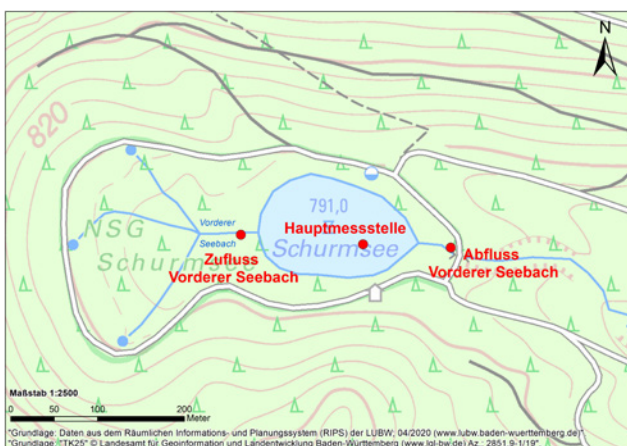 N
820
791,0
Vorderer
Hauptmessstelle
NSG
Seebach
Schurmsee
Schurmsee
Zufluss
Vorderer Seebach
Abfluss
Vorderer Seebach
Maßstab 1:2500
0 50 100 200
Meter
"Grundlage: Daten aus dem Räumlichen Informations- und Planungssystem (RIPS) der LUBW, 04/2020 (www.lubw.baden-wuerttemberg.de)"
"Grundlage: "TK25" © Landesamt für Geoinformation und Landentwicklung Baden-Württemberg (www.lgl-bw.de) Az.: 2851.9-1/19"